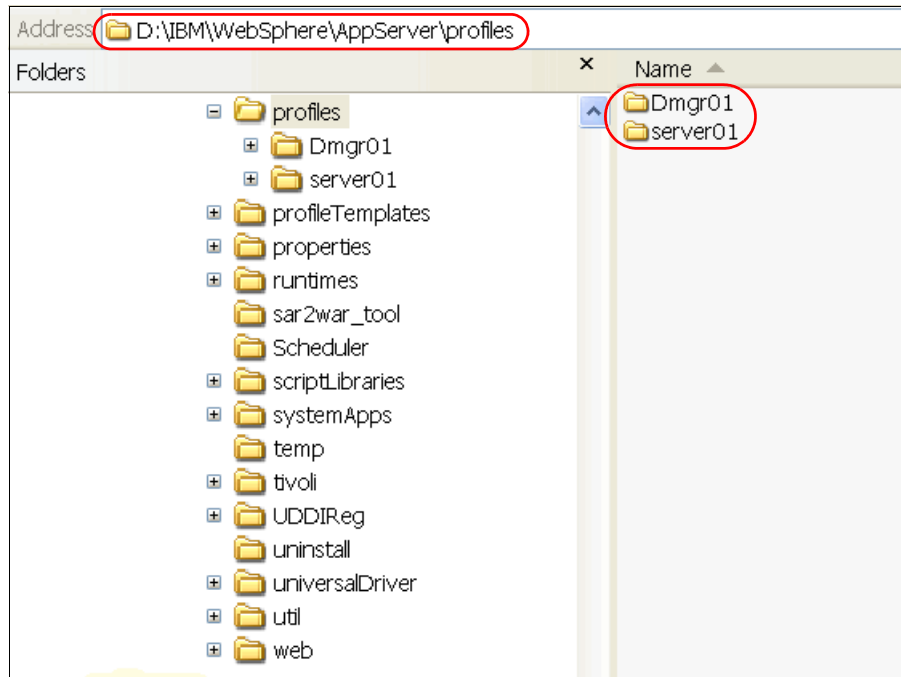 Address D:\IBM\WebSphere\AppServer\profiles
Folders
Name
profiles
Dmgr01
server01
profileTemplates
properties
runtimes
sar2war_tool
Scheduler
scriptLibraries
systemApps
temp
tivoli
UDDIReg
uninstall
universalDriver
util
web
Dmgr01
server01